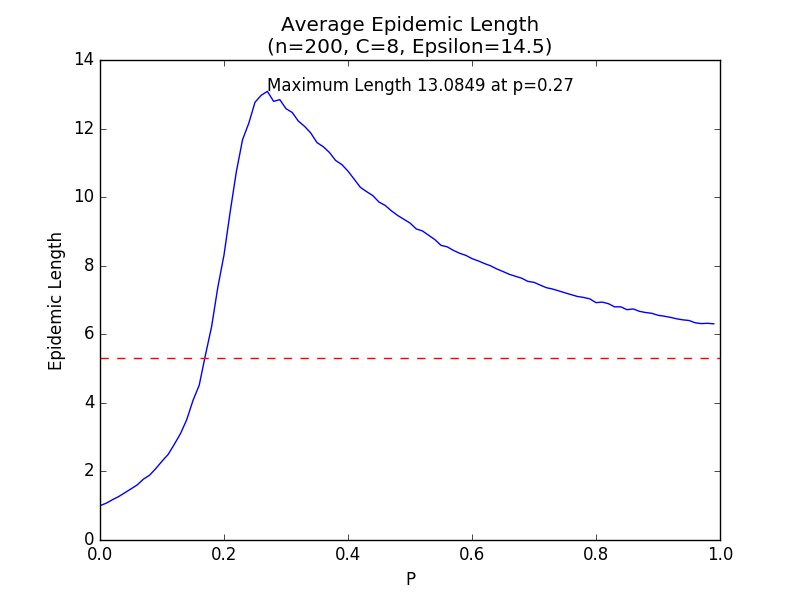 Average Epidemic Length
(n=200, C=8, Epsilon=14.5)
Maximum Length 13.0849 at p=0.27
14
12
10
8
6
4
2
0
Epidemic Length
0.0 0.2 0.4 0.6 0.8 1.0
P